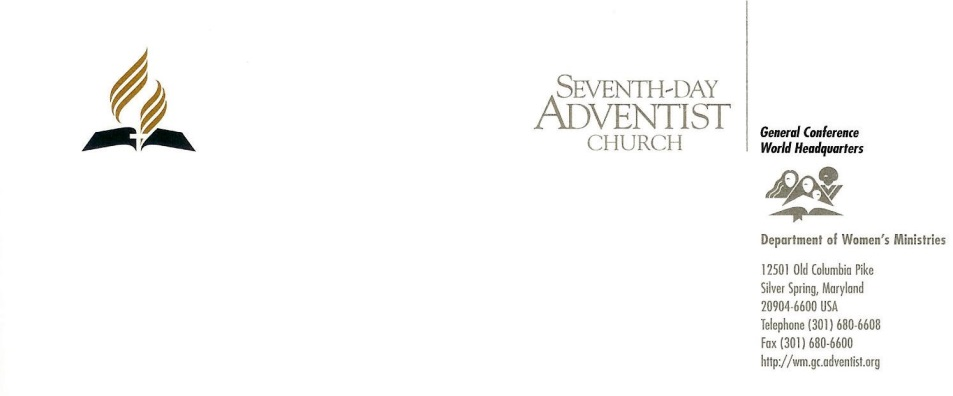 SEVENTH-DAY
ADVENTIST
CHURCH
General Conference
World Headquarters
Department of Women's Ministries
12501 Old Columbia Pike
Silver Spring, Maryland
20904-6600 USA
Telephone (301) 680-6608
Fax (301) 680-6600
http://wm.gc.adventist.org